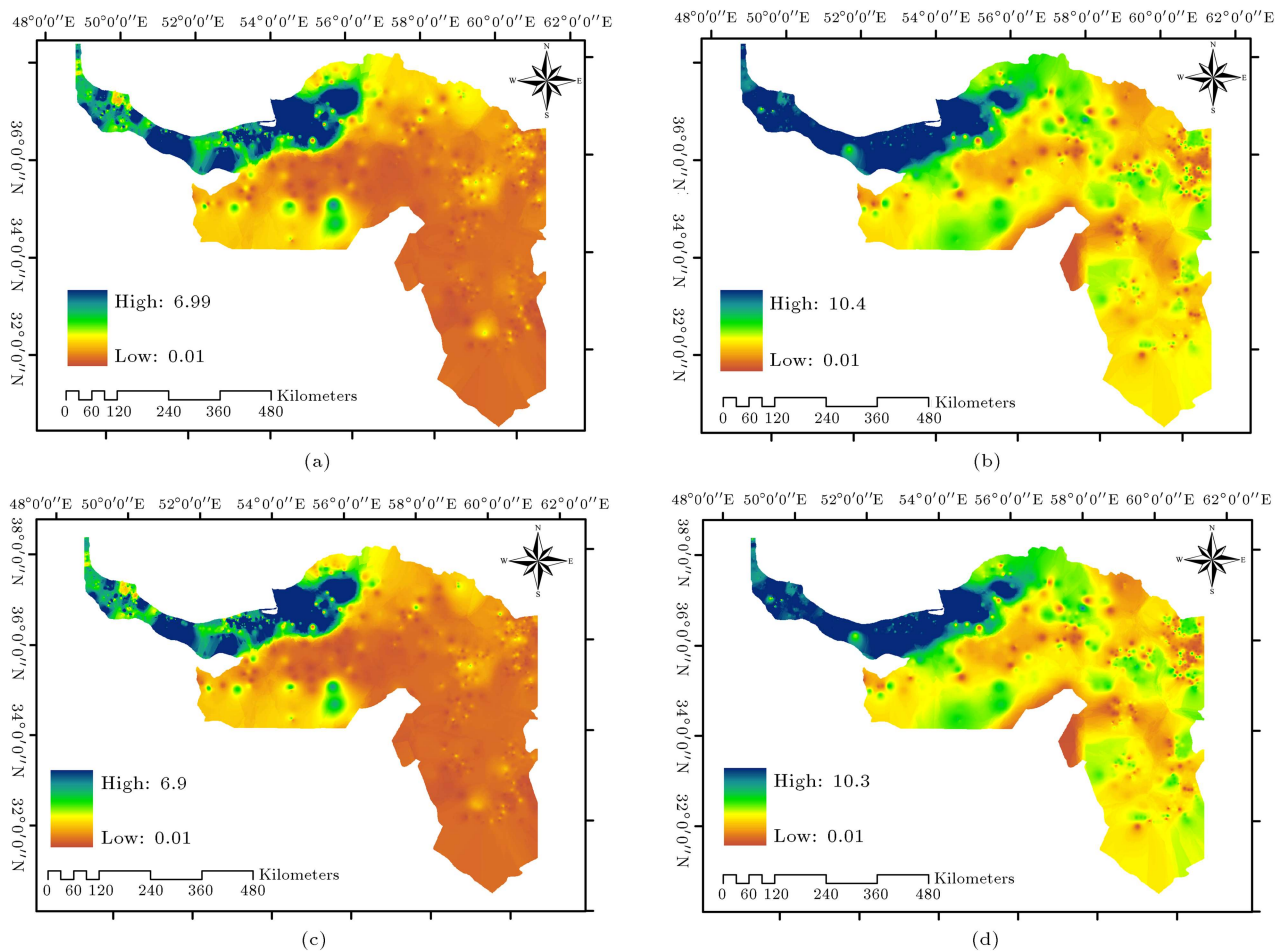 48°0′0″E 50°0′0″E 52°0′0″E 54°0′0″E 56°0′0″E 58°0′0″E 60°0′0″E 62°0′0″E
N
W E
S
36°0′0″N
34°0′0″N
32°0′0″N
High: 6.99
Low: 0.01
Kilometers
0 60 120 240 360 480
(a)
48°0′0″E 50°0′0″E 52°0′0″E 54°0′0″E 56°0′0″E 58°0′0″E 60°0′0″E 62°0′0″E
N
W E
S
36°0′0″N
34°0′0″N
32°0′0″N
High: 10.4
Low: 0.01
Kilometers
0 60 120 240 360 480
(b)
48°0′0″E 50°0′0″E 52°0′0″E 54°0′0″E 56°0′0″E 58°0′0″E 60°0′0″E 62°0′0″E
N
W E
S
38°0′0″N
36°0′0″N
34°0′0″N
32°0′0″N
High: 6.9
Low: 0.01
Kilometers
0 60 120 240 360 480
(c)
48°0′0″E 50°0′0″E 52°0′0″E 54°0′0″E 56°0′0″E 58°0′0″E 60°0′0″E 62°0′0″E
N
W E
S
38°0′0″N
36°0′0″N
34°0′0″N
32°0′0″N
High: 10.3
Low: 0.01
Kilometers
0 60 120 240 360 480
(d)